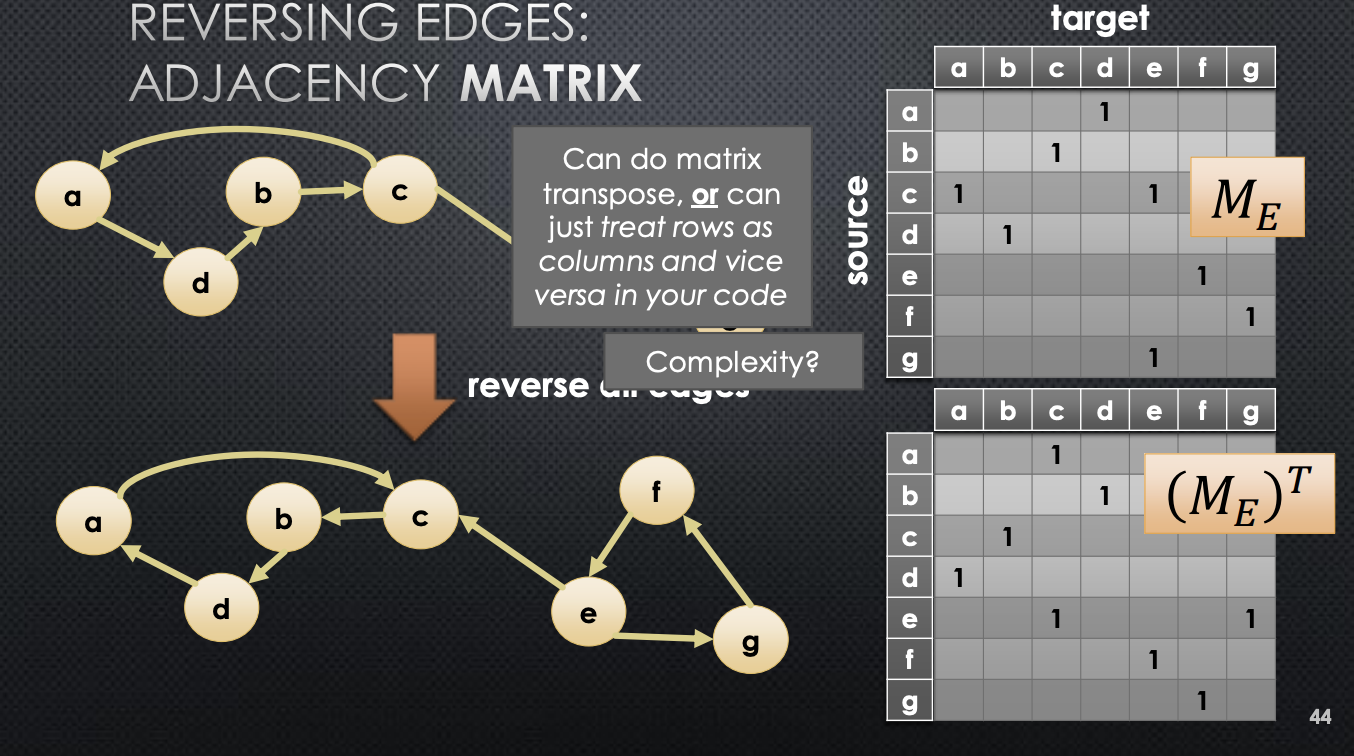 REVERSING EDGES:
ADJACENCY MATRIX
a
b
c
d
Can do matrix
transpose, or can
just treat rows as
columns and vice
versa in your code
Complexity?
reverse all edges
a
b
c
d
f
e
g
target
a b c d e f g
source
a 1
b 1
c 1 1
d 1
e 1
f 1
g 1
M_E
a b c d e f g
a 1
b 1
c 1
d 1
e 1 1
f 1
g 1
(M_E)^T
44